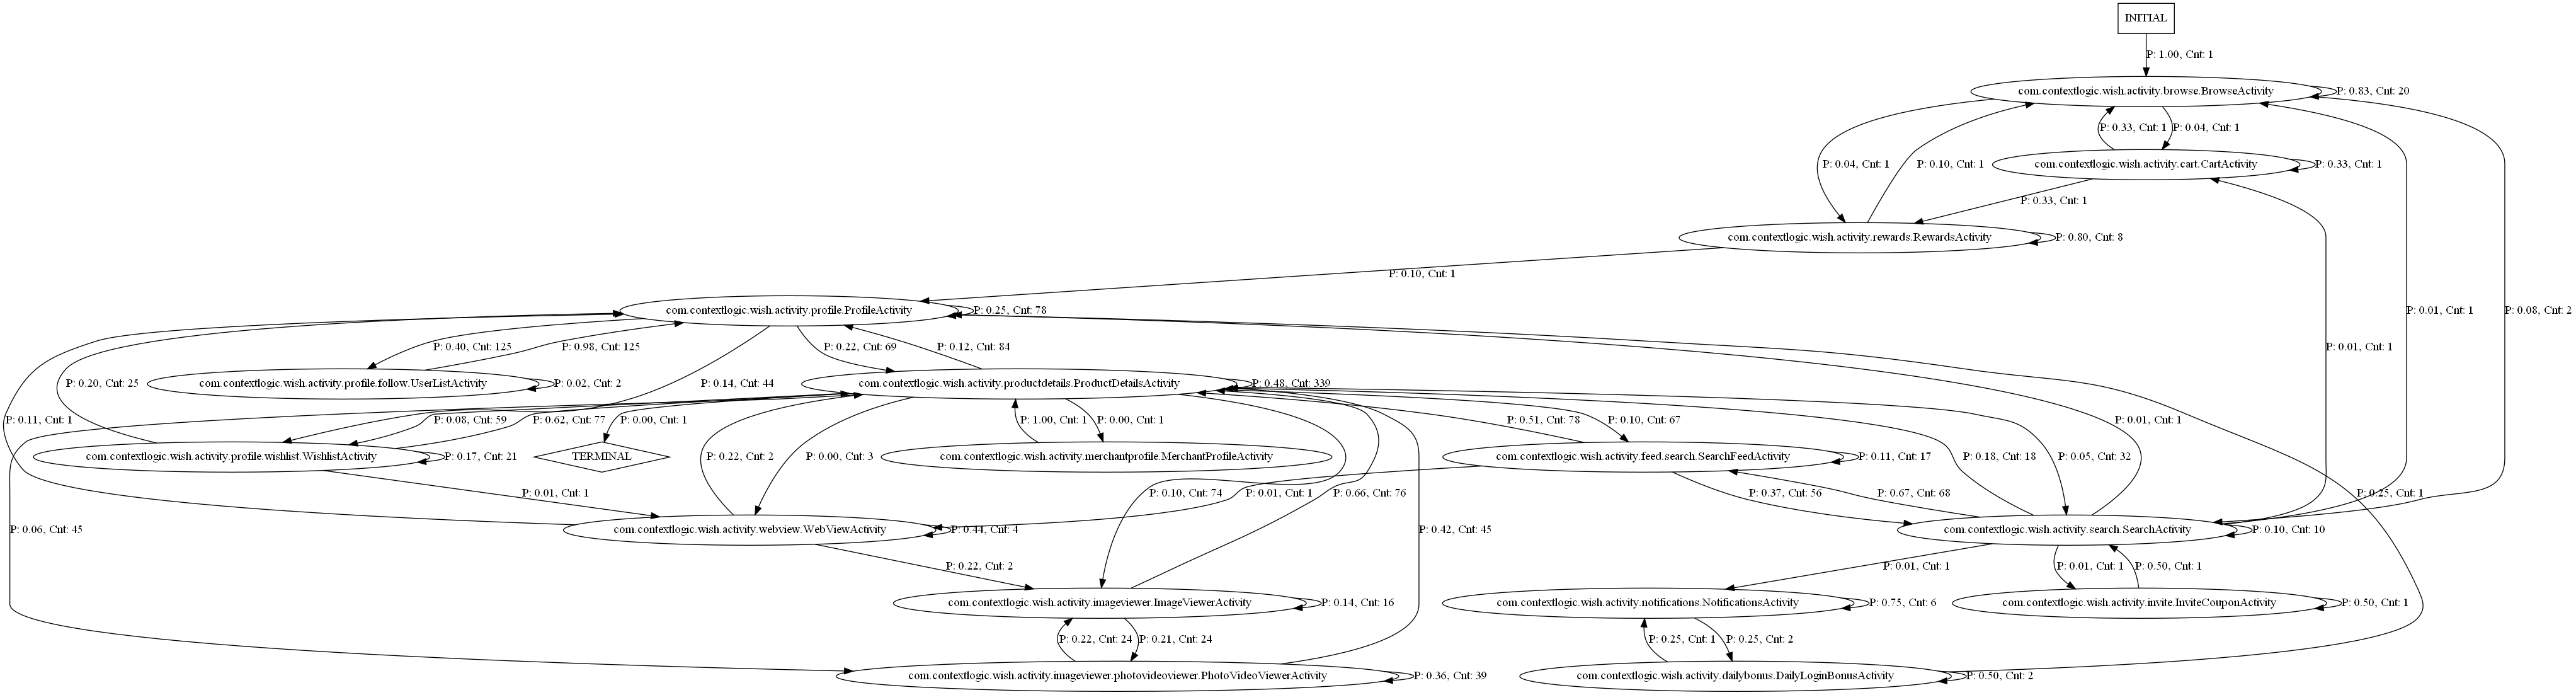 INITIAL
P: 1.00, Cnt: 1
com.contextlogic.wish.activity.browse.BrowseActivity
P: 0.83, Cnt: 20
P: 0.33, Cnt: 1
P: 0.04, Cnt: 1
P: 0.04, Cnt: 1
P: 0.10, Cnt: 1
com.contextlogic.wish.activity.cart.CartActivity
P: 0.33, Cnt: 1
P: 0.33, Cnt: 1
com.contextlogic.wish.activity.rewards.RewardsActivity
P: 0.80, Cnt: 8
P: 0.10, Cnt: 1
com.contextlogic.wish.activity.profile.ProfileActivity
P: 0.25, Cnt: 78
P: 0.01, Cnt: 1
P: 0.08, Cnt: 2
P: 0.40, Cnt: 125
P: 0.98, Cnt: 125
P: 0.22, Cnt: 69
P: 0.12, Cnt: 84
P: 0.01, Cnt: 1
com.contextlogic.wish.activity.profile.follow.UserListActivity
P: 0.02, Cnt: 2
P: 0.20, Cnt: 25
P: 0.14, Cnt: 44
com.contextlogic.wish.activity.productdetails.ProductDetailsActivity
P: 0.48, Cnt: 339
P: 0.11, Cnt: 1
P: 0.08, Cnt: 59
P: 0.62, Cnt: 77
P: 0.00, Cnt: 1
P: 1.00, Cnt: 1
P: 0.00, Cnt: 1
P: 0.51, Cnt: 78
P: 0.10, Cnt: 67
P: 0.01, Cnt: 1
com.contextlogic.wish.activity.profile.wishlist.WishlistActivity
P: 0.17, Cnt: 21
TERMINAL
P: 0.22, Cnt: 2
P: 0.00, Cnt: 3
com.contextlogic.wish.activity.merchantprofile.MerchantProfileActivity
com.contextlogic.wish.activity.feed.search.SearchFeedActivity
P: 0.11, Cnt: 17
P: 0.18, Cnt: 18
P: 0.05, Cnt: 32
P: 0.01, Cnt: 1
P: 0.10, Cnt: 74
P: 0.01, Cnt: 1
P: 0.66, Cnt: 76
P: 0.37, Cnt: 56
P: 0.67, Cnt: 68
P: 0.25, Cnt: 1
P: 0.06, Cnt: 45
com.contextlogic.wish.activity.webview.WebViewActivity
P: 0.44, Cnt: 4
P: 0.42, Cnt: 45
com.contextlogic.wish.activity.search.SearchActivity
P: 0.10, Cnt: 10
P: 0.22, Cnt: 2
P: 0.01, Cnt: 1
P: 0.01, Cnt: 1
P: 0.50, Cnt: 1
com.contextlogic.wish.activity.imageviewer.ImageViewerActivity
P: 0.14, Cnt: 16
com.contextlogic.wish.activity.notifications.NotificationsActivity
P: 0.75, Cnt: 6
com.contextlogic.wish.activity.invite.InviteCouponActivity
P: 0.50, Cnt: 1
P: 0.22, Cnt: 24
P: 0.21, Cnt: 24
P: 0.25, Cnt: 1
P: 0.25, Cnt: 2
com.contextlogic.wish.activity.imageviewer.photovideoviewer.PhotoVideoViewerActivity
P: 0.36, Cnt: 39
com.contextlogic.wish.activity.dailybonus.DailyLoginBonusActivity
P: 0.50, Cnt: 2